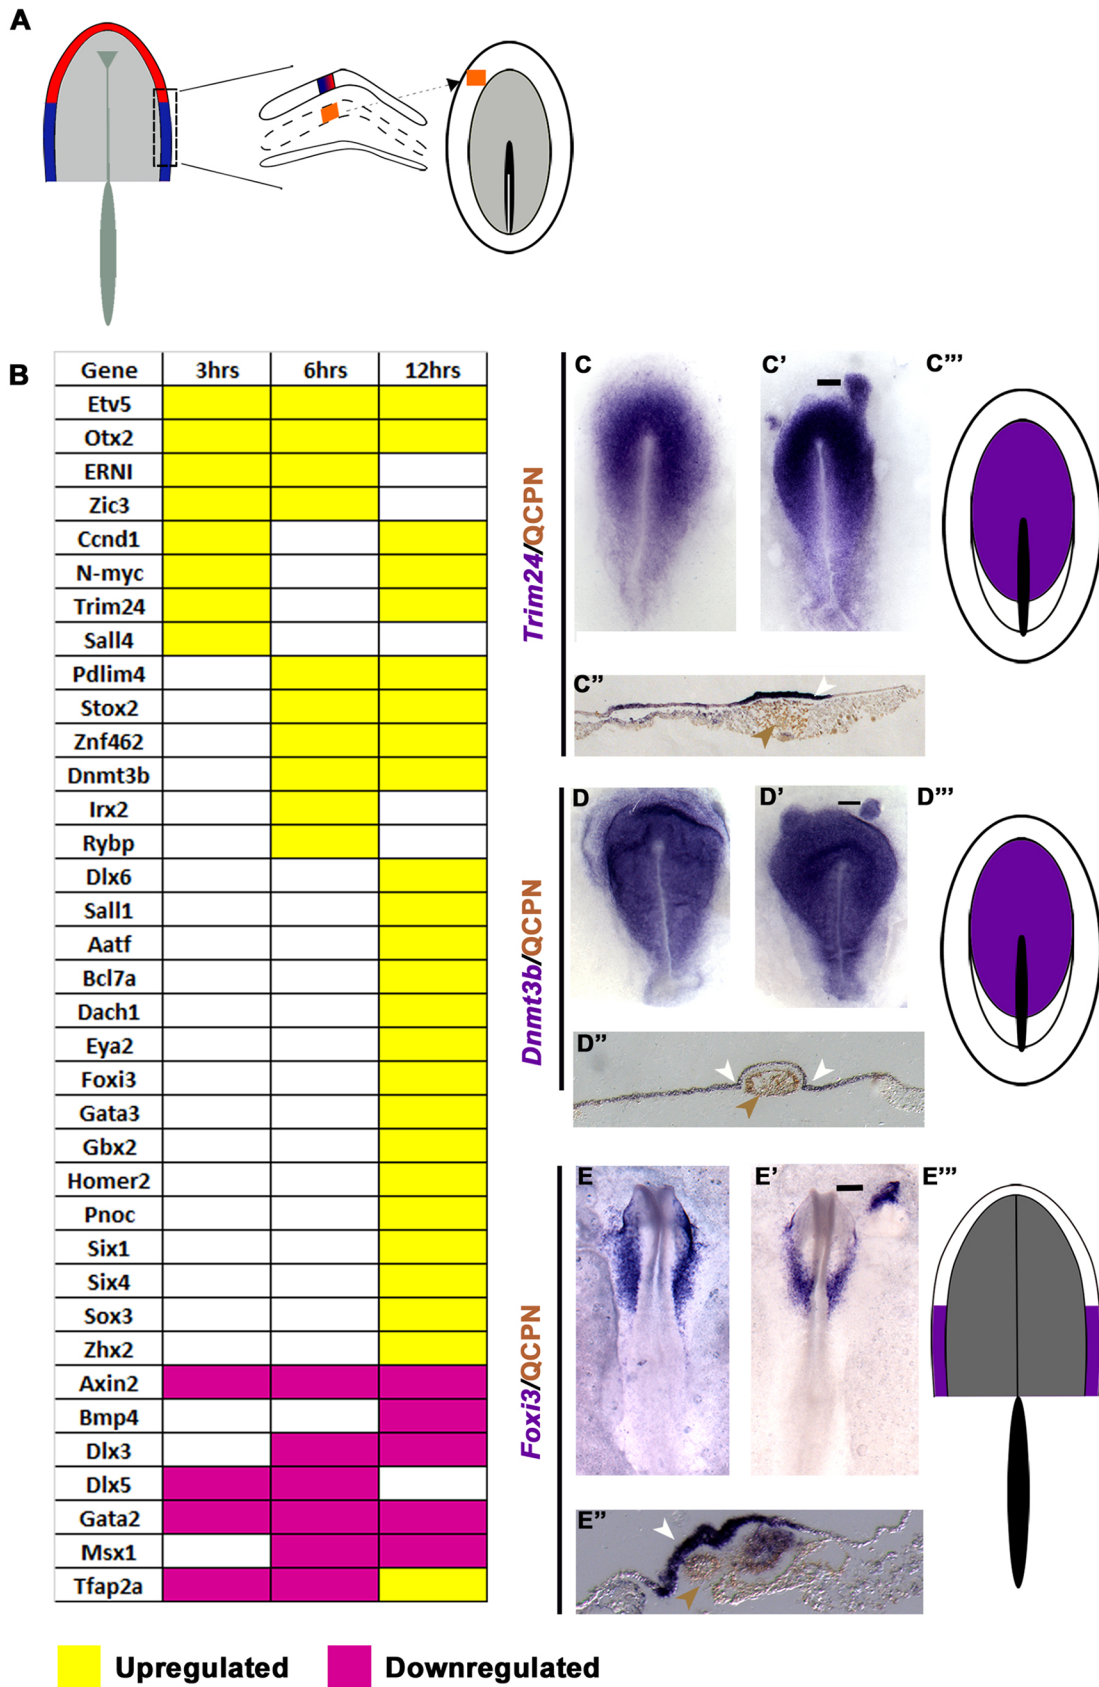 A
B
Gene 3hrs 6hrs 12hrs
Etv5
Otx2
ERNI
Zic3
Ccnd1
N-myc
Trim24
Sall4
Pdlim4
Stox2
Znf462
Dnmt3b
Irx2
Rybp
Dlx6
Sall1
Aatf
Bcl7a
Dach1
Eya2
Foxi3
Gata3
Gbx2
Homer2
Pnoc
Six1
Six4
Sox3
Zhx2
Axin2
Bmp4
Dlx3
Dlx5
Gata2
Msx1
Tfap2a
Upregulated
Downregulated
Trim24/QCPN
C
C'
C'''
C''
Dnmt3b/QCPN
D
D'
D'''
D''
Foxi3/QCPN
E
E'
E'''
E''